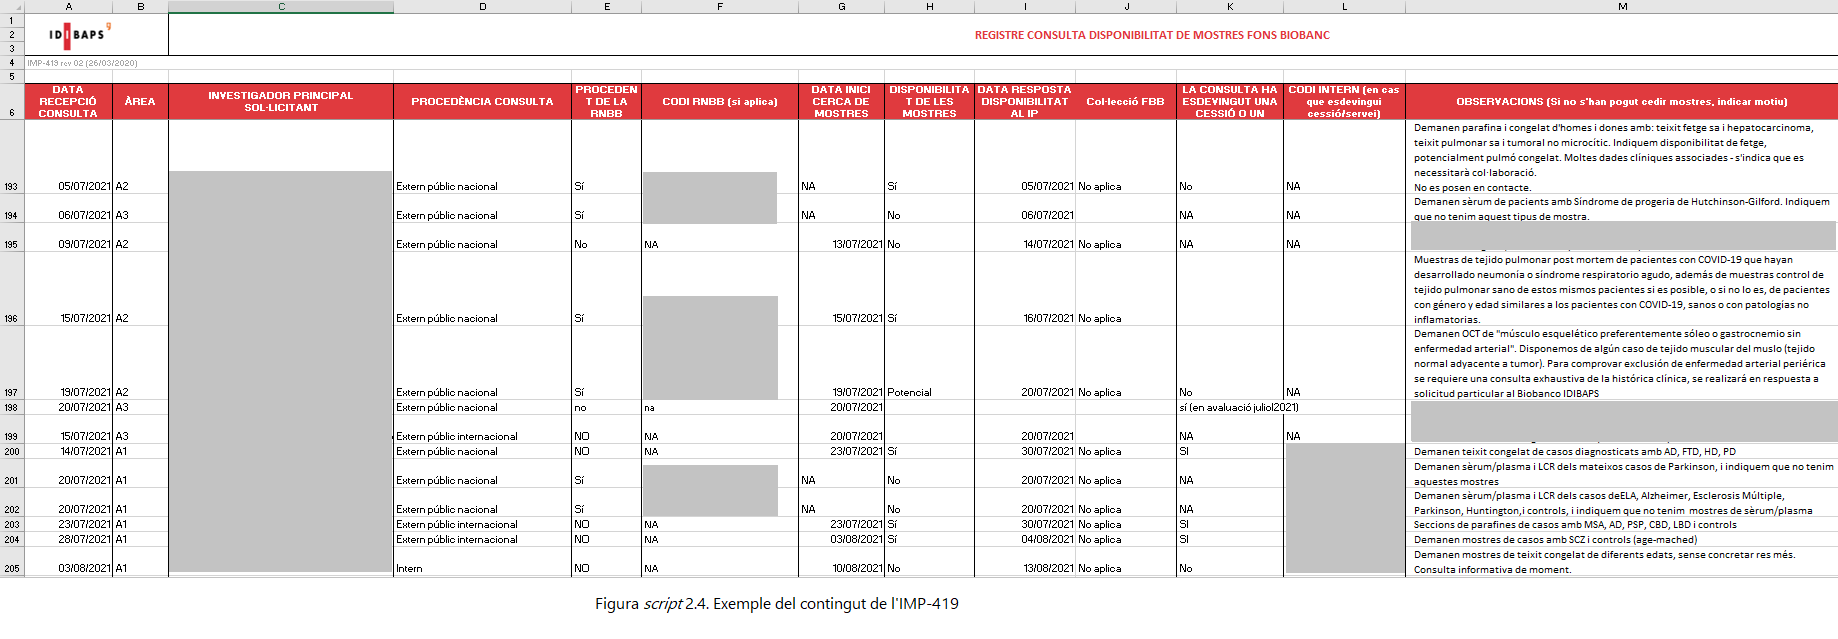 A B C D E F G H I J K L M
1
2 IDIBAPS REGISTRE CONSULTA DISPONIBILITAT DE MOSTRES FONS BIOBANC
3
4 IMP-419 rev 02 (26/03/2020)
5
6 DATA RECEPCIÓ CONSULTA ÀREA INVESTIGADOR PRINCIPAL SOL·LICITANT PROCEDÈNCIA CONSULTA PROCEDEN T DE LA RNBB CODI RNBB (si aplica) DATA INICI CERCA DE MOSTRES DISPONIBILITA T DE LES MOSTRES DATA RESPOSTA DISPONIBILITAT AL IP Col·lecció FBB LA CONSULTA HA ESDEVINGUT UNA CESSIÓ O UN CODI INTERN (en cas que esdevingui cessió/servei) OBSERVACIONS (Si no s'han pogut cedir mostres, indicar motiu)
Demanen parafina i congelat d'homes i dones amb: teixit fetge sa i hepatocarcinoma,
teixit pulmonar sa i tumoral no microcític. Indiquem disponibilitat de fetge,
potencialment pulmó congelat. Moltes dades clíniques associades - s'indica que es
necessitarà col·laboració.
193 05/07/2021 A2 Extern públic nacional Sí NA Sí 05/07/2021 No aplica No NA No es posen en contacte.
Demanen sèrum de pacients amb Síndrome de progeria de Hutchinson-Gilford. Indiquem
194 06/07/2021 A3 Extern públic nacional Sí NA No 06/07/2021 NA NA que no tenim aquest tipus de mostra.
195 09/07/2021 A2 Extern públic nacional No NA 13/07/2021 No 14/07/2021 No aplica NA NA
Muestras de tejido pulmonar post mortem de pacientes con COVID-19 que hayan
desarrollado neumonía o síndrome respiratorio agudo, además de muestras control de
tejido pulmonar sano de estos mismos pacientes si es posible, o si no lo es, de pacientes
con género y edad similares a los pacientes con COVID-19, sanos o con patologías no
196 15/07/2021 A2 Extern públic nacional Sí 15/07/2021 Sí 16/07/2021 No aplica inflamatorias.
Demanen OCT de "músculo esquelético preferentemente sóleo o gastrocnemio sin
enfermedad arterial". Disponemos de algún caso de tejido muscular del muslo (tejido
normal adyacente a tumor). Para comprovar exclusión de enfermedad arterial periérica
se requiere una consulta exhaustiva de la histórica clínica, se realizará en respuesta a
197 19/07/2021 A2 Extern públic nacional Sí 19/07/2021 Potencial 20/07/2021 No aplica No NA solicitud particular al Biobanco IDIBAPS
198 20/07/2021 A3 Extern públic nacional no na 20/07/2021 sí (en avaluació juliol2021)
199 15/07/2021 A3 Extern públic internacional NO NA 20/07/2021 20/07/2021 NA NA
200 14/07/2021 A1 Extern públic nacional NO NA 23/07/2021 Sí 30/07/2021 No aplica SI Demanen teixit congelat de casos diagnosticats amb AD, FTD, HD, PD
Demanen sèrum/plasma i LCR dels mateixos casos de Parkinson, i indiquem que no tenim
201 20/07/2021 A1 Extern públic nacional Sí NA No 20/07/2021 No aplica NA aquestes mostres
Demanen sèrum/plasma i LCR dels casos deELA, Alzheimer, Esclerosis Múltiple,
202 20/07/2021 A1 Extern públic nacional Sí NA No 20/07/2021 No aplica NA Parkinson, Huntington,i controls, i indiquem que no tenim mostres de sèrum/plasma
203 23/07/2021 A1 Extern públic internacional NO NA 23/07/2021 Sí 30/07/2021 No aplica SI Seccions de parafines de casos amb MSA, AD, PSP, CBD, LBD i controls
204 28/07/2021 A1 Extern públic internacional NO NA 03/08/2021 Sí 04/08/2021 No aplica SI Demanen mostres de casos amb SCZ i controls (age-mached)
Demanen mostres de teixit congelat de diferents edats, sense concretar res més.
205 03/08/2021 A1 Intern NO NA 10/08/2021 No 13/08/2021 No aplica No Consulta informativa de moment.
Figura script 2.4. Exemple del contingut de l'IMP-419